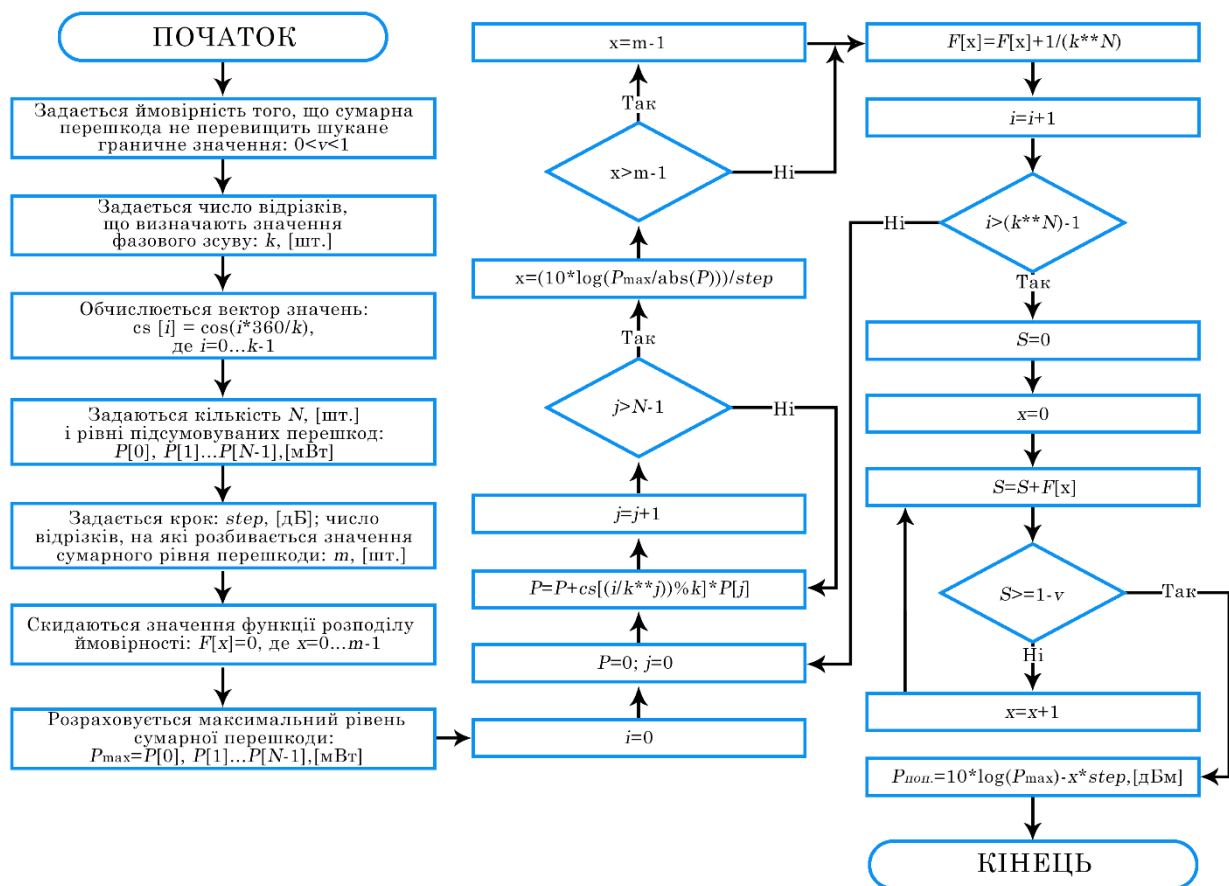 ПОЧАТОК
Задається ймовірність того, що сумарна
перешкода не перевищить шукане
граничне значення: 0<v<1
Задається число відрізків,
що визначають значення
фазового зсуву: k, [шт.]
Обчислюється вектор значень:
cs [i] = cos(i*360/k),
де i=0...k-1
Задаються кількість N, [шт.]
і рівні підсумовуваних перешкод:
P[0], P[1]...P[N-1],[мВт]
Задається крок: step, [дБ]; число
відрізків, на які розбивається значення
сумарного рівня перешкоди: m, [шт.]
Скидаються значення функції розподілу
ймовірності: F[x]=0, де x=0...m-1
Розраховується максимальний рівень
сумарної перешкоди:
Pmax=P[0], P[1]...P[N-1],[мВт]
x=m-1
Так
x>m-1
Ні
x=(10*log(Pmax/abs(P)))/step
Так
j>N-1
Ні
j=j+1
P=P+cs[(i/k**j))%k]*P[j]
P=0; j=0
i=0
F[x]=F[x]+1/(k**N)
i=i+1
Ні
i>(k**N)-1
Так
S=0
x=0
S=S+F[x]
S>=1-v
Так
Ні
x=x+1
Pпоп.=10*log(Pmax)-x*step,[дБм]
КІНЕЦЬ